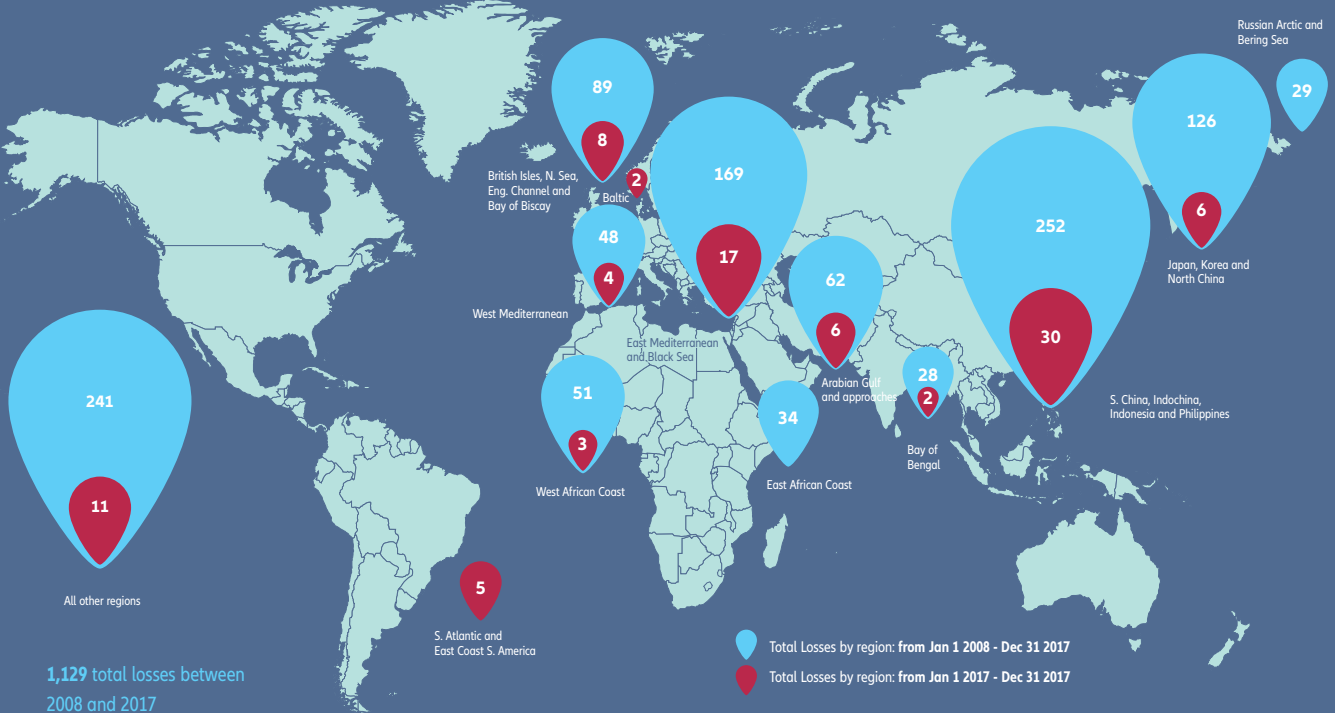 Russian Arctic and
Bering Sea
29
126
6
Japan, Korea and
North China
89
8
British Isles, N. Sea,
Eng. Channel and
Bay of Biscay
2
Baltic
169
17
East Mediterranean
and Black Sea
48
4
West Mediterranean
252
30
S. China, Indochina,
Indonesia and Philippines
62
6
Arabian Gulf
and approaches
28
2
Bay of
Bengal
51
3
West African Coast
34
East African Coast
241
11
All other regions
5
S. Atlantic and
East Coast S. America
Total Losses by region: from Jan 1 2008 - Dec 31 2017
Total Losses by region: from Jan 1 2017 - Dec 31 2017
1,129 total losses between
2008 and 2017